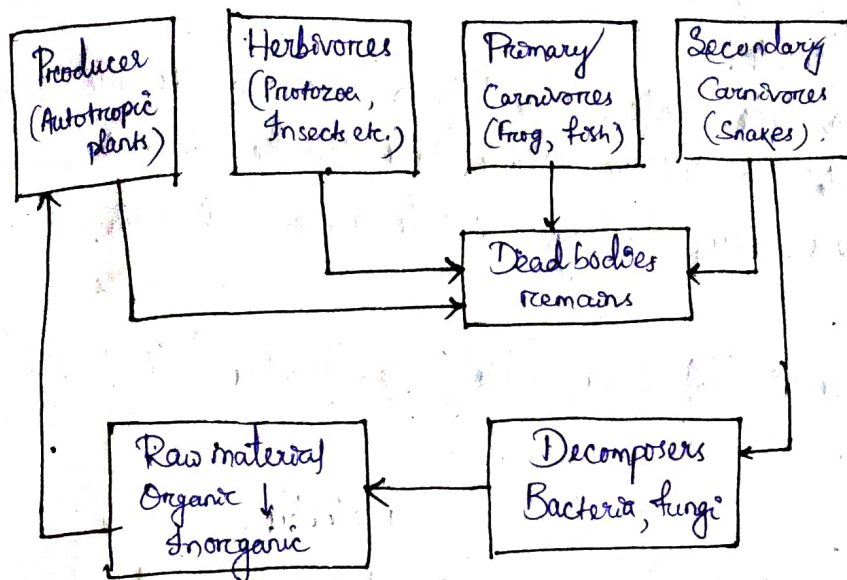 Producer
(Autotropic
plants)
Herbivores
(Protozoa,
Insects etc.)
Primary
Carnivores
(Frog, fish)
Secondary
Carnivores
(Snakes)
Dead bodies
remains
Raw material
Organic ↓
Inorganic
Decomposers
Bacteria, fungi